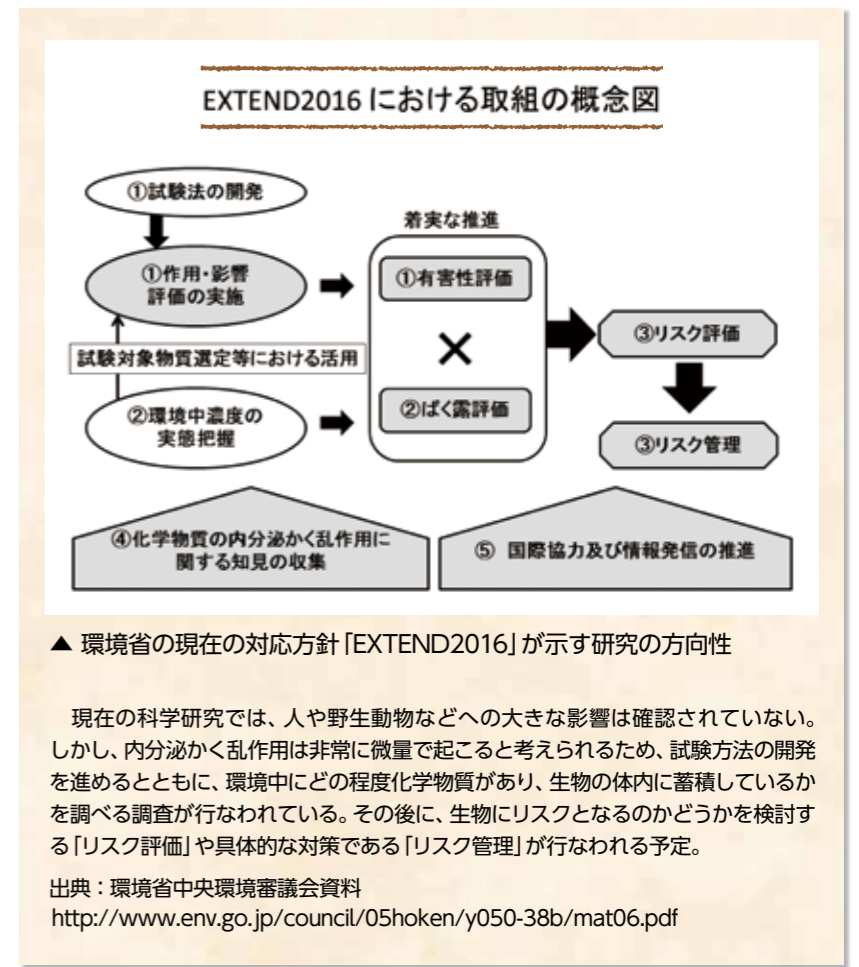 EXTEND2016 における取組の概念図
①試験法の開発
①作用・影響
評価の実施
試験対象物質選定等における活用
②環境中濃度の
実態把握
着実な推進
①有害性評価
×
②ばく露評価
③リスク評価
③リスク管理
④化学物質の内分泌かく乱作用に
関する知見の収集
⑤ 国際協力及び情報発信の推進
▲ 環境省の現在の対応方針「EXTEND2016」が示す研究の方向性
現在の科学研究では、人や野生動物などへの大きな影響は確認されていない。
しかし、内分泌かく乱作用は非常に微量で起こると考えられるため、試験方法の開発
を進めるとともに、環境中にどの程度化学物質があり、生物の体内に蓄積しているか
を調べる調査が行なわれている。その後に、生物にリスクとなるのかどうかを検討す
る「リスク評価」や具体的な対策である「リスク管理」が行なわれる予定。
出典：環境省中央環境審議会資料
http://www.env.go.jp/council/05hoken/y050-38b/mat06.pdf